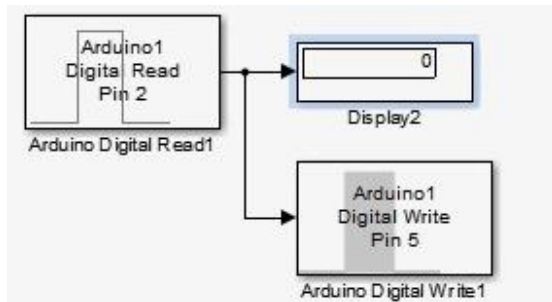 Arduino1
Digital Read
Pin 2
Arduino Digital Read1
0
Display2
Arduino1
Digital Write
Pin 5
Arduino Digital Write1